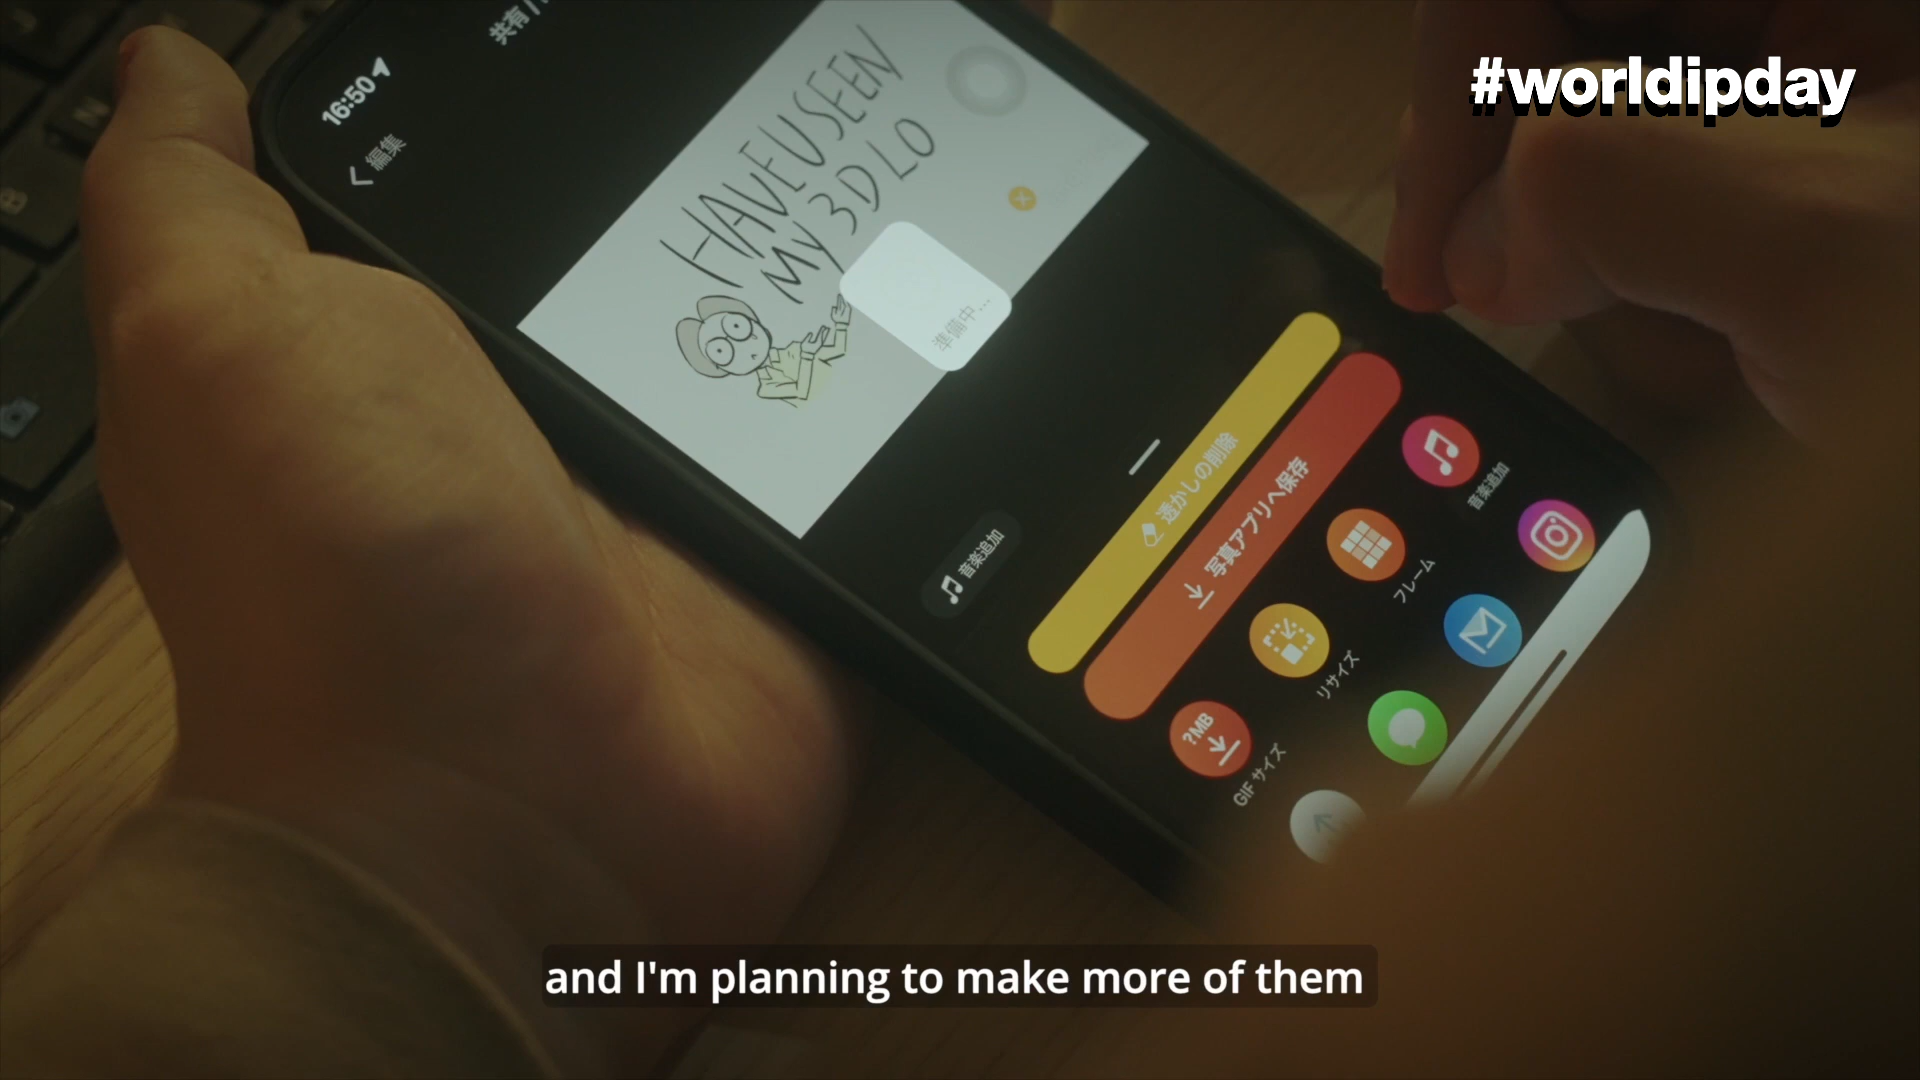 #worldipday
16:50
共有
編集
HAVE U SEEN
MY 3D LO
準備中...
音楽追加
透かしの削除
写真アプリへ保存
音楽追加
フレーム
リサイズ
?MB
GIF サイズ
N
B
and I'm planning to make more of them